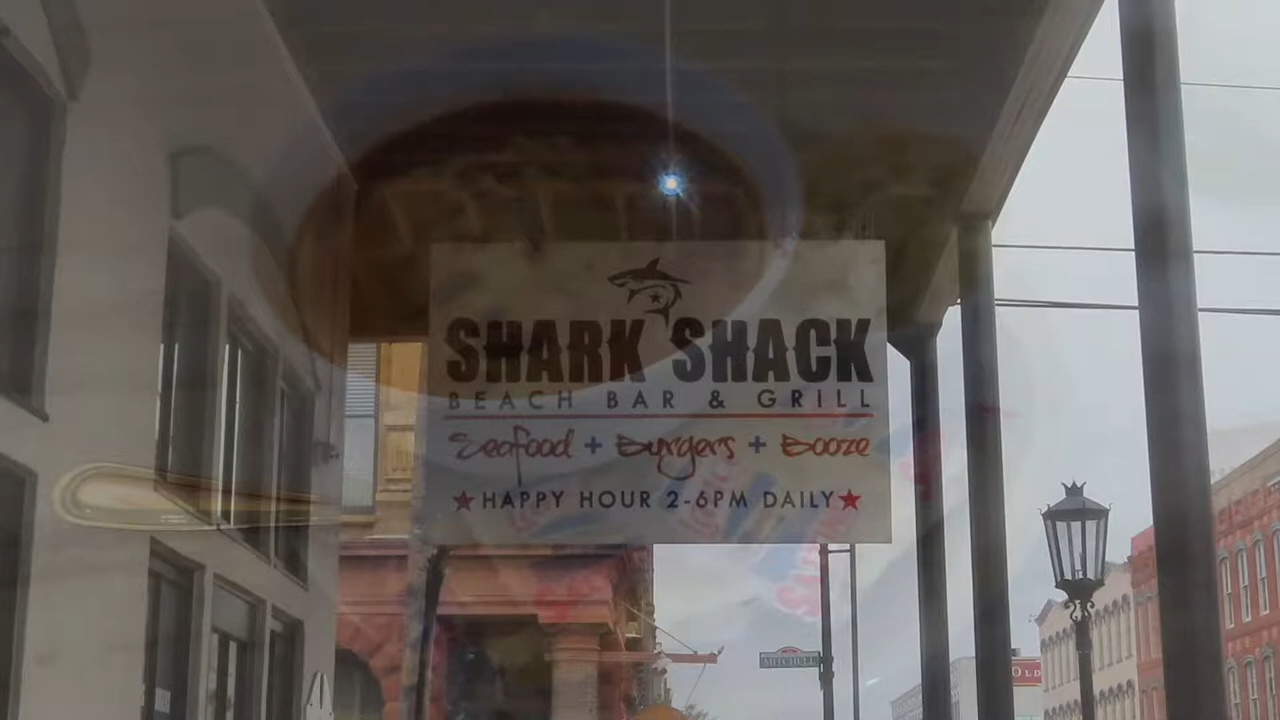 SHARK SHACK
BEACH BAR & GRILL
Seafood + Burgers + Booze
★HAPPY HOUR 2-6PM DAILY★
MITCHELL
OLD